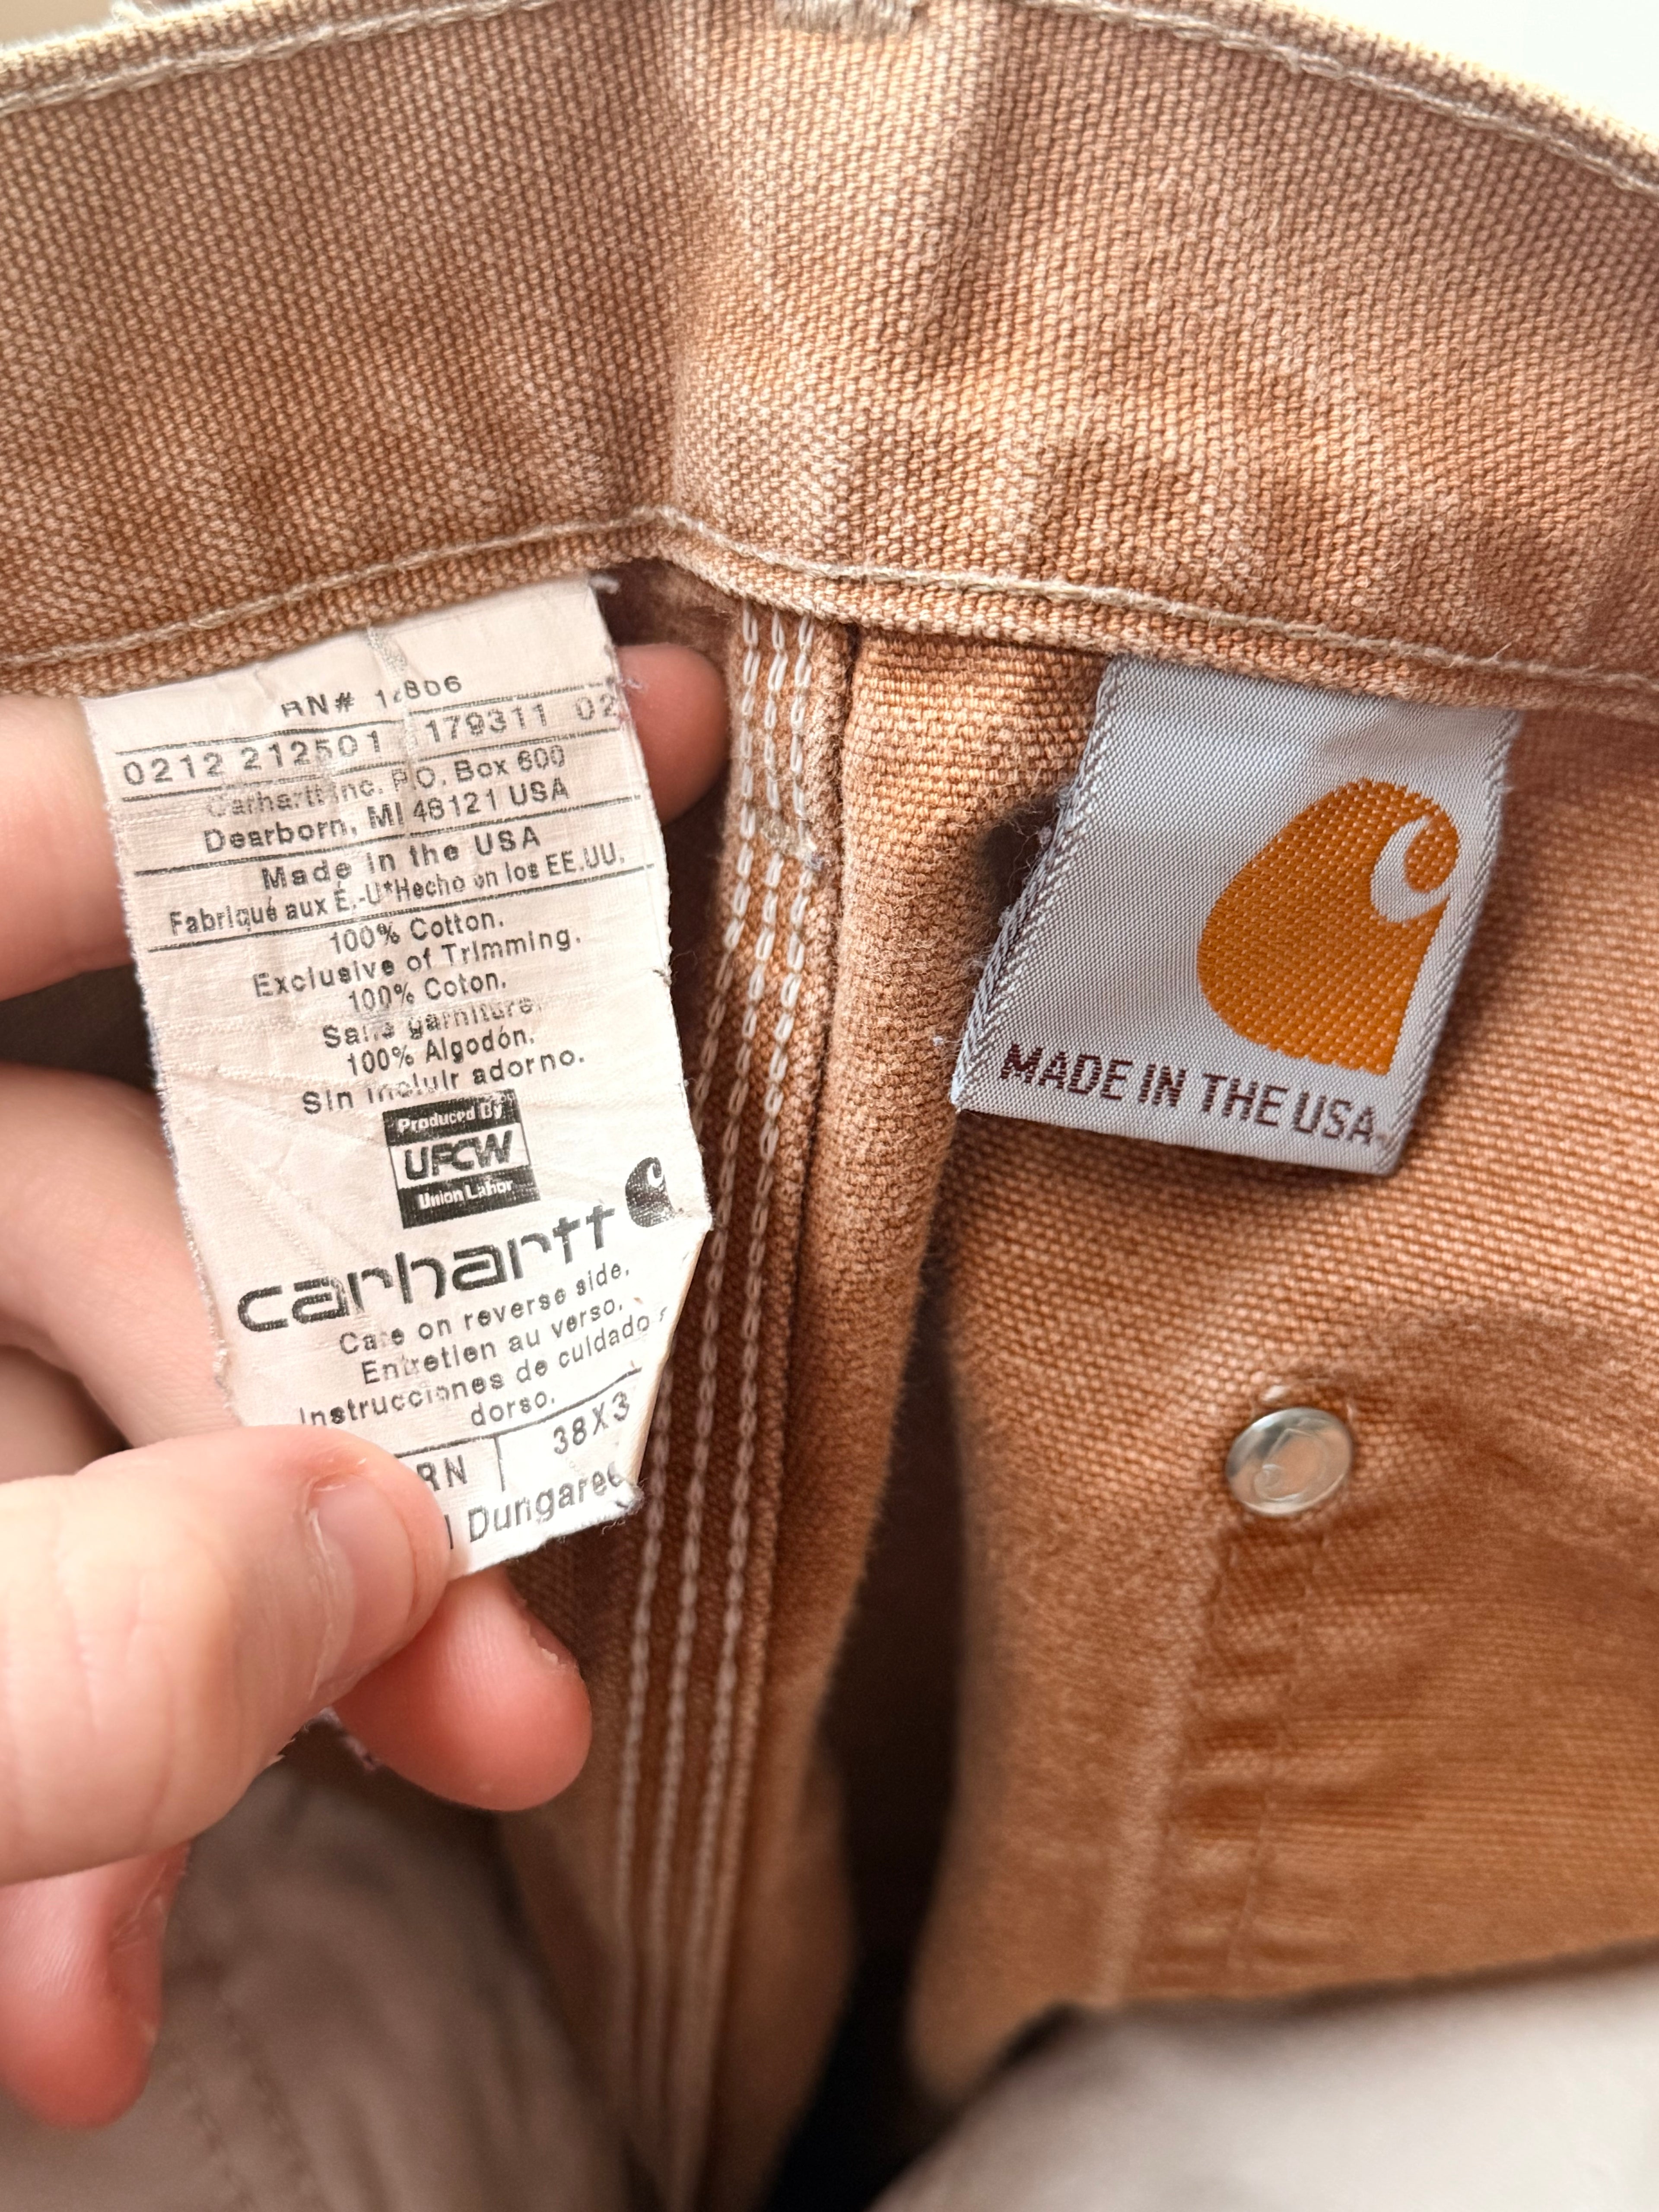 RN# 14806
0212 212501 179311 02
Carhartt Inc. P.O. Box 600
Dearborn, MI 48121 USA
Made in the USA
Fabriqué aux É.-U*Hecho en los EE.UU.
100% Cotton.
Exclusive of Trimming.
100% Coton.
Sans garniture.
100% Algodón.
Sin incluir adorno.
Produced By
UFCW
Union Labor
carhartt
Care on reverse side.
Entretien au verso.
Instrucciones de cuidado
dorso.
RN 38X3
Dungaree
MADE IN THE USA